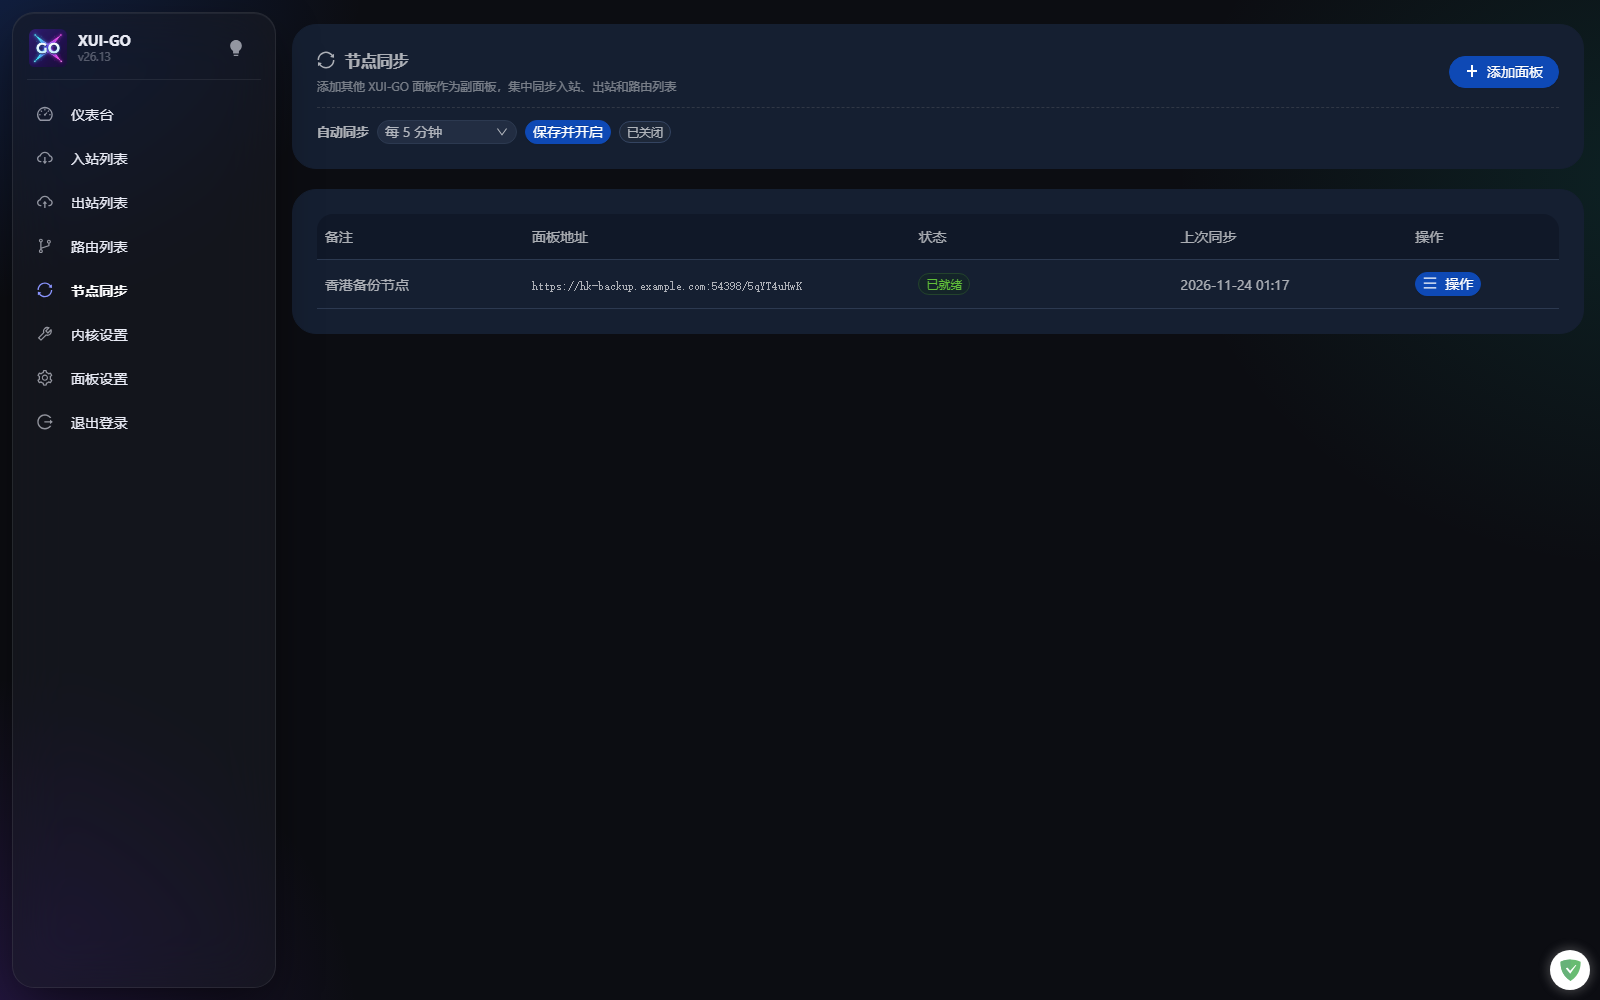 GO
XUI-GO
v26.13
仪表台
入站列表
出站列表
路由列表
节点同步
内核设置
面板设置
退出登录
节点同步
添加其他 XUI-GO 面板作为副面板，集中同步入站、出站和路由列表
添加面板
自动同步 每 5 分钟 保存并开启 已关闭
备注 面板地址 状态 上次同步 操作
香港备份节点 https://hk-backup.example.com:54398/5qYT4uHwK 已就绪 2026-11-24 01:17 操作